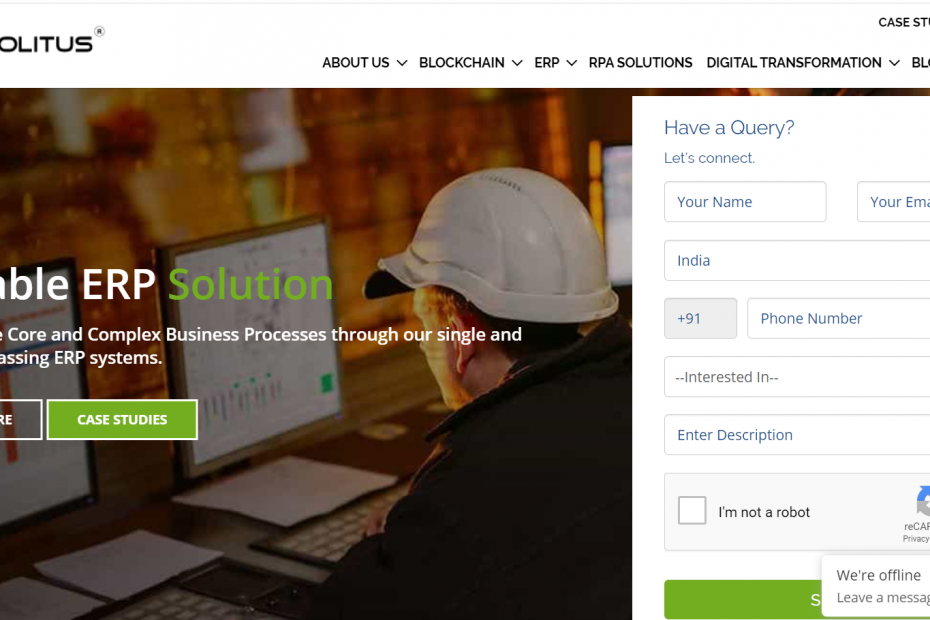 OLITUS®
CASE STU
ABOUT US
BLOCKCHAIN
ERP
RPA SOLUTIONS
DIGITAL TRANSFORMATION
BLO
Have a Query?
Let's connect.
Your Name
Your Ema
India
+91
Phone Number
--Interested In--
Enter Description
I'm not a robot
reCAP
Privacy
We're offline
Leave a messag
S
able ERP Solution
e Core and Complex Business Processes through our single and
assing ERP systems.
RE
CASE STUDIES